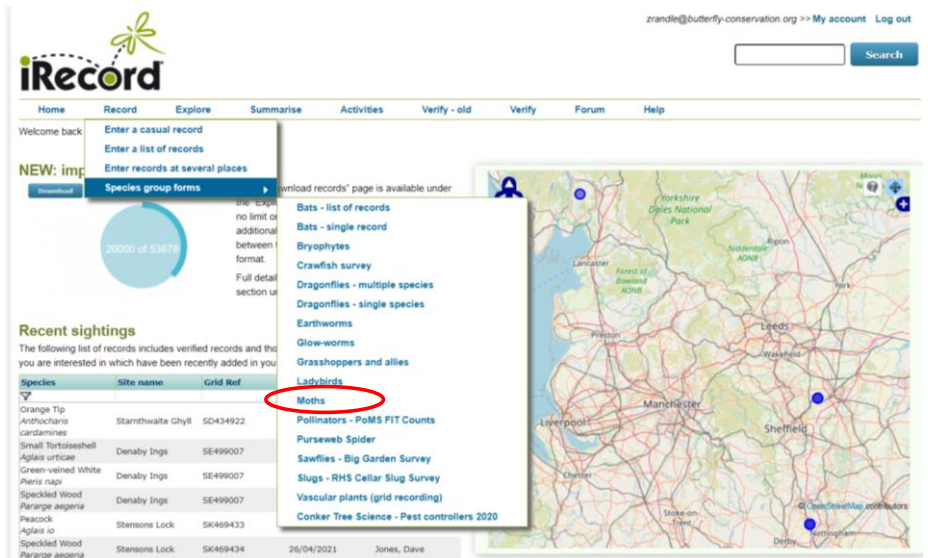 zrandle@butterfly-conservation.org >> My account Log out
iRecord
Search
Home Record Explore Summarise Activities Verify - old Verify Forum Help
Welcome back
Enter a casual record
Enter a list of records
Enter records at several places
Species group forms
NEW: imp
Download
wnload records" page is available under
the "Expl
no limit on
additional
between
format.
Full detail
section un
20000 of 53878
Bats - list of records
Bats - single record
Bryophytes
Crawfish survey
Dragonflies - multiple species
Dragonflies - single species
Earthworms
Glow-worms
Grasshoppers and allies
Ladybirds
Moths
Pollinators - PoMS FIT Counts
Purseweb Spider
Sawflies - Big Garden Survey
Slugs - RHS Cellar Slug Survey
Vascular plants (grid recording)
Conker Tree Science - Pest controllers 2020
Recent sightings
The following list of records includes verified records and tho
you are interested in which have been recently added in you
Species Site name Grid Ref
Orange Tip
Anthocharis
cardamines
Starnthwaite Ghyll SD434922
Small Tortoiseshell
Aglais urticae
Denaby Ings SE499007
Green-veined White
Pieris napi
Denaby Ings SE499007
Speckled Wood
Pararge aegeria
Denaby Ings SE499007
Peacock
Aglais io
Stensons Lock SK469433
Speckled Wood
Pararge aegeria
Stensons Lock SK469434 26/04/2021 Jones, Dave
Yorkshire
Dales National
Park
Moors
Nidderdale
AONB
Ripon
Lancaster
Forest of
Bowland
AONB
York
Preston
Leeds
Wakefield
Manchester
Liverpool
Sheffield
Chester
Stoke-on-
Trent
© OpenStreetMap contributors
Nottingham
Derby